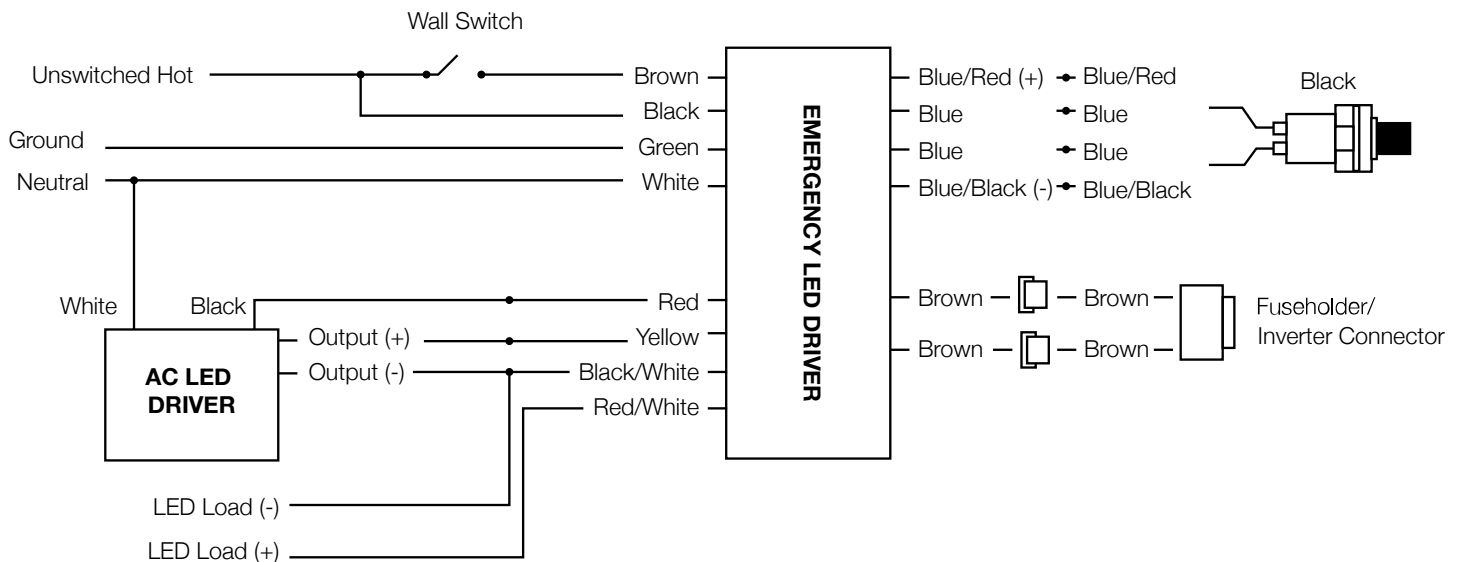 Wall Switch
Unswitched Hot
Brown
Blue/Red (+)
Blue/Red
Black
Black
Blue
Blue
Ground
Green
Blue
Blue
Neutral
White
Blue/Black (-)
Blue/Black
EMERGENCY LED DRIVER
White
Black
Red
Brown
Brown
Fuseholder/
Inverter Connector
Output (+)
Yellow
Brown
Brown
AC LED
DRIVER
Output (-)
Black/White
Red/White
LED Load (-)
LED Load (+)